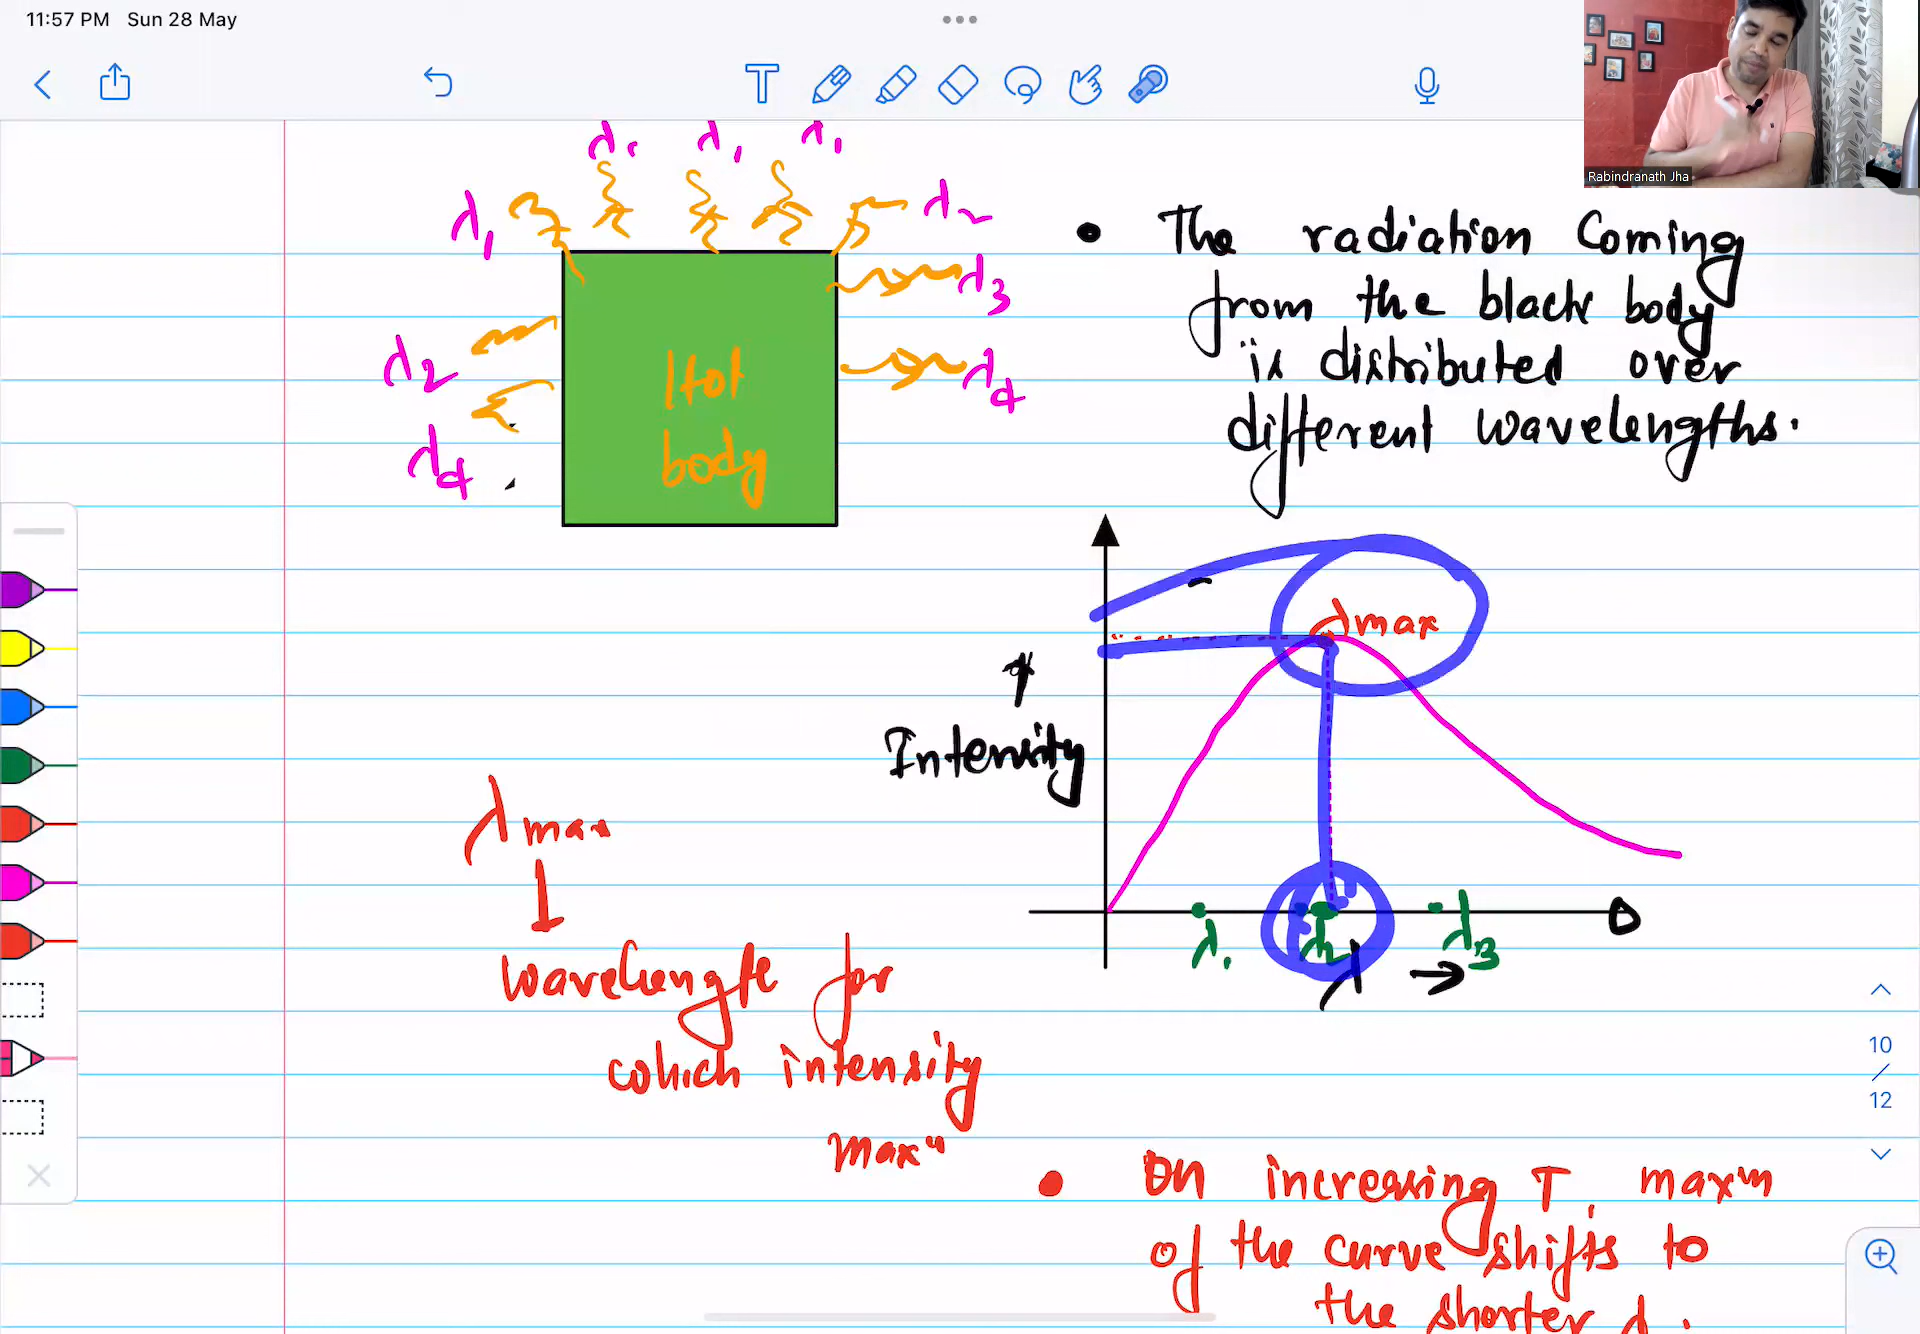 11:57 PM Sun 28 May
Rabindranath Jha
λ1 λ1 λ1
λ1
λ2
λ3
λ2
λ4
λ4
Hot
body
• The radiation Coming
from the black body
is distributed over
different wavelengths.
λmax
Intensity
λ1 λ2 λ3
λ →
λmax
wavelength for
which intensity
maxm
10
/
12
• On increasing T, maxm
of the curve shifts to
the shorter λ.